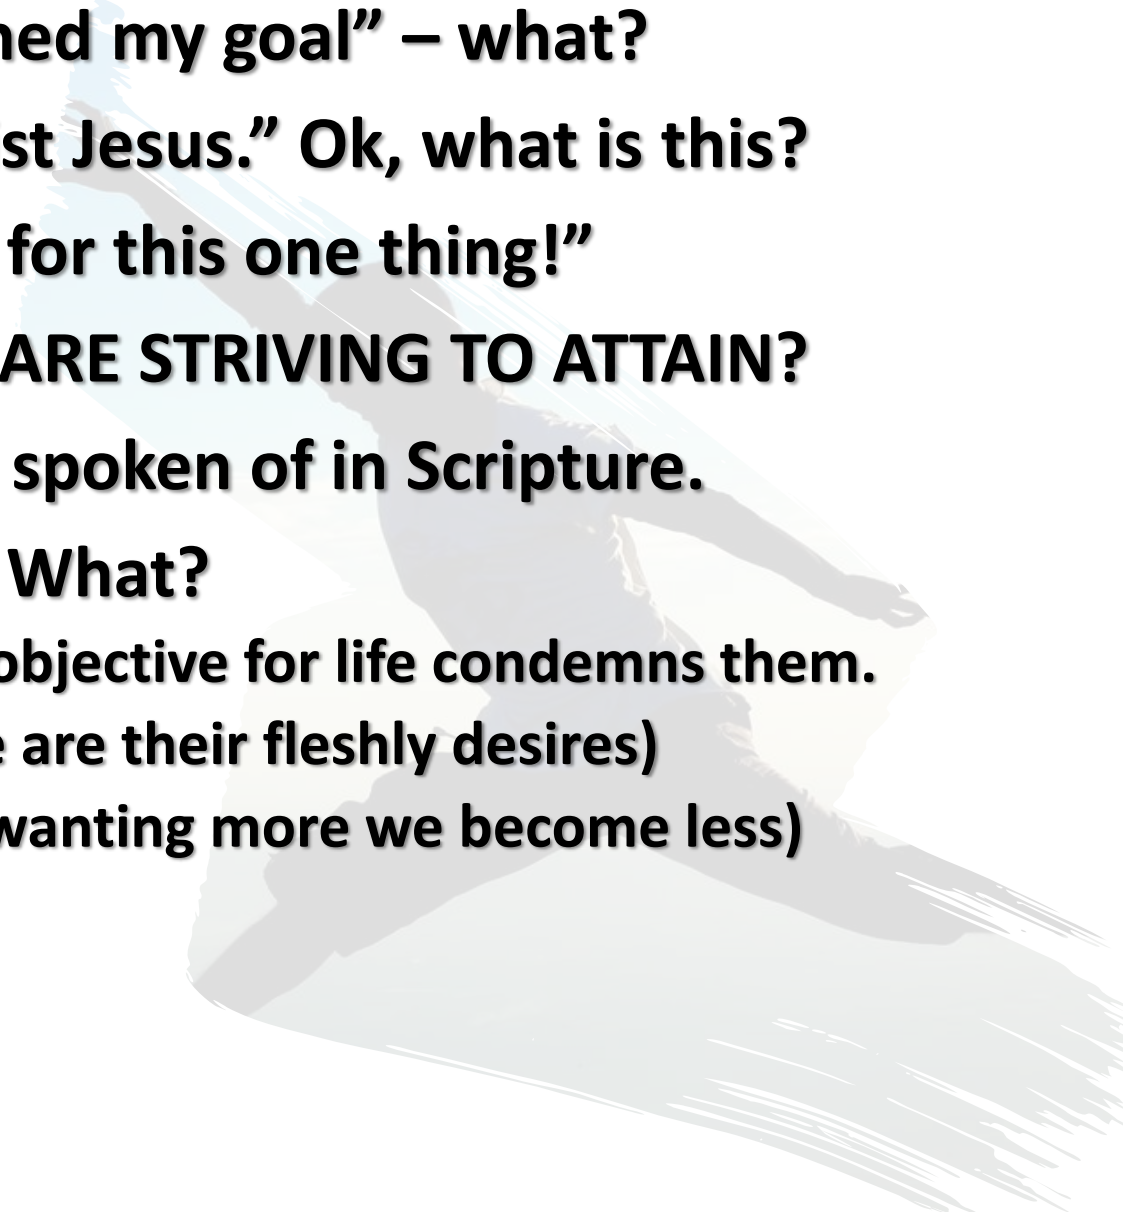 ned my goal” – what?
st Jesus.” Ok, what is this?
for this one thing!”
ARE STRIVING TO ATTAIN?
spoken of in Scripture.
What?
objective for life condemns them.
are their fleshly desires)
wanting more we become less)